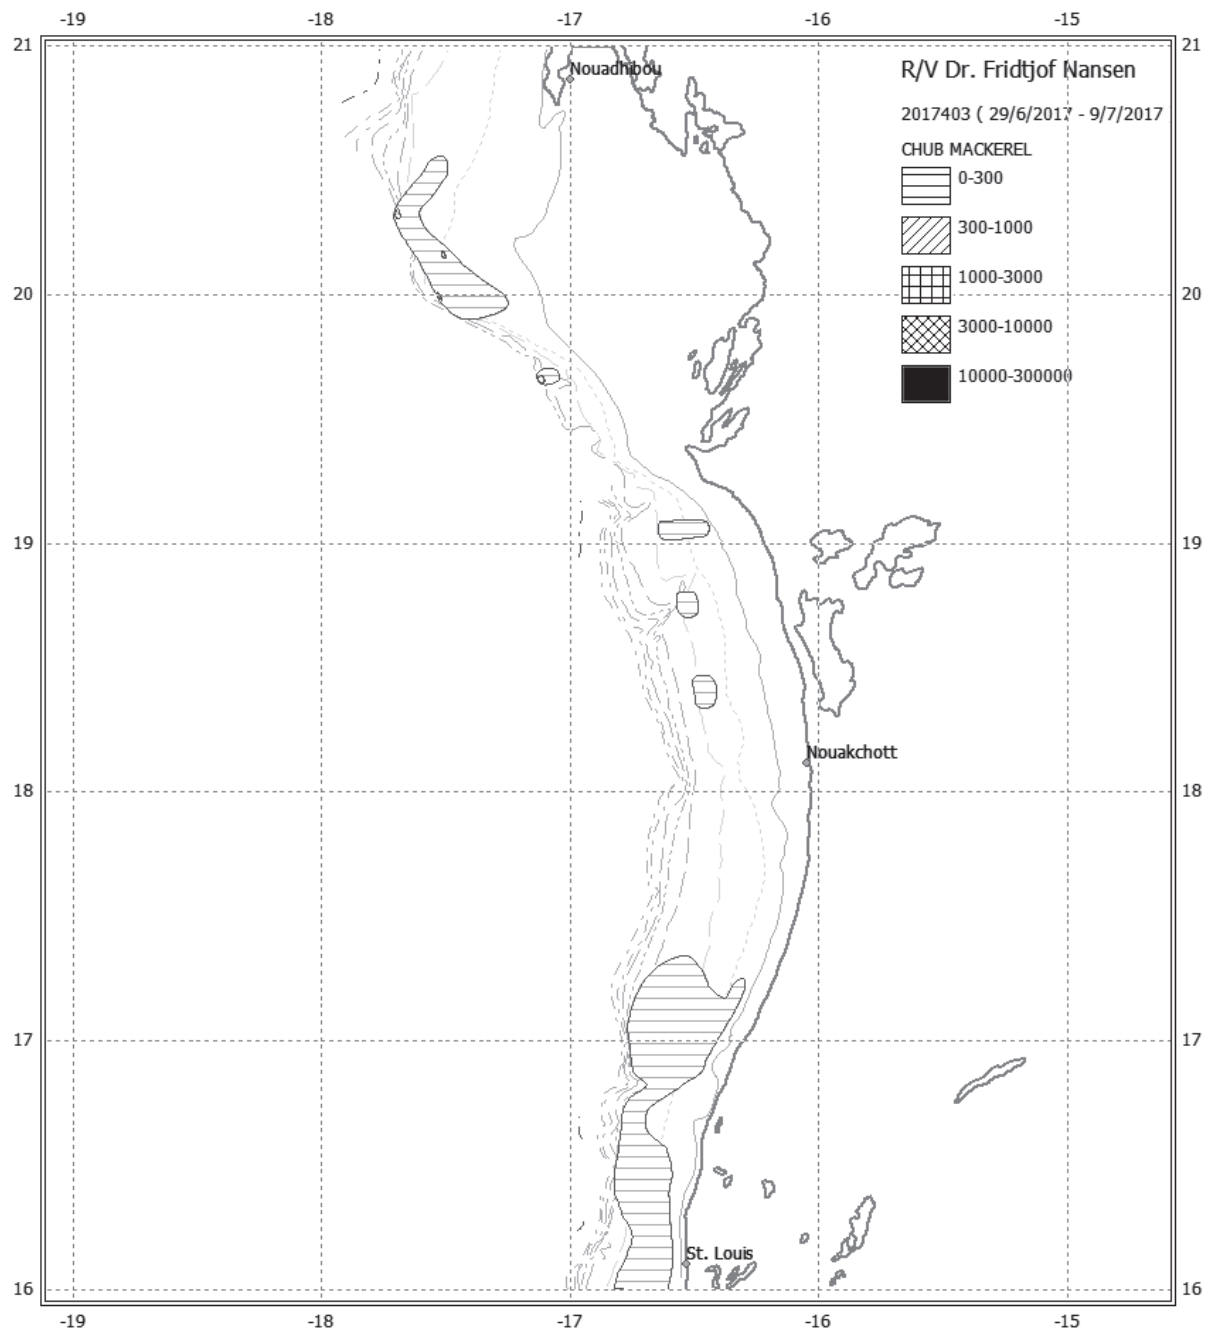 -19 -18 -17 -16 -15
21 21
Nouadhibou
R/V Dr. Fridtjof Nansen
2017403 ( 29/6/2017 - 9/7/2017
CHUB MACKEREL
0-300
300-1000
1000-3000
20 20
3000-10000
10000-300000
19 19
Nouakchott
18 18
17 17
St. Louis
16 16
-19 -18 -17 -16 -15